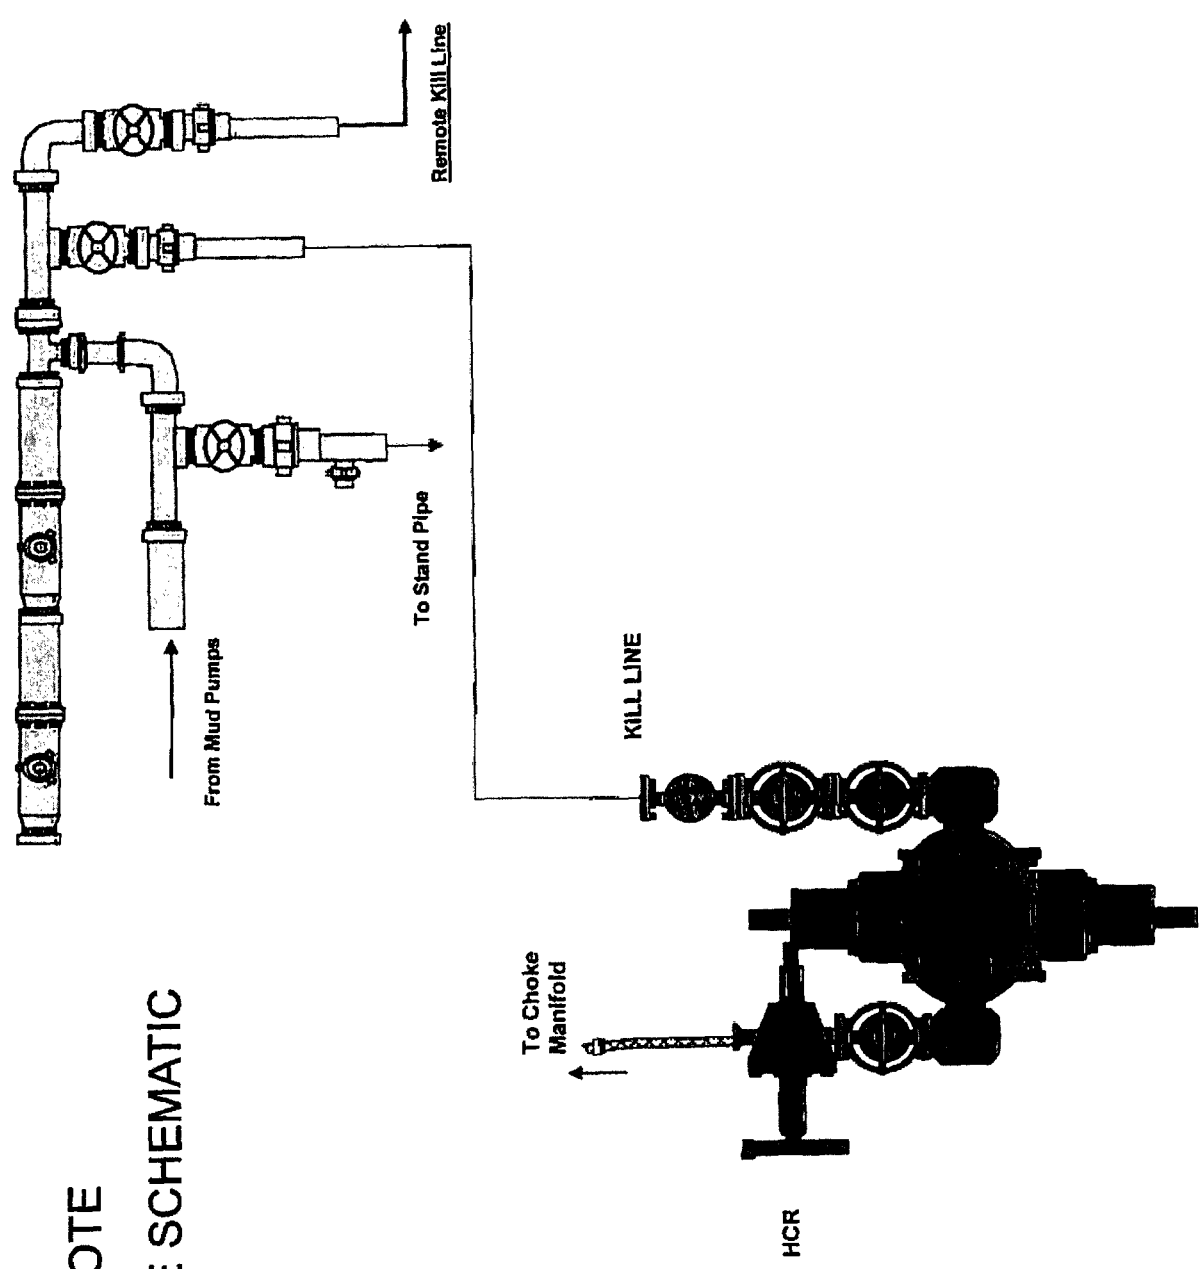 OTE
E SCHEMATIC
From Mud Pumps
To Stand Pipe
Remote Kill Line
KILL LINE
To Choke
Manifold
HCR